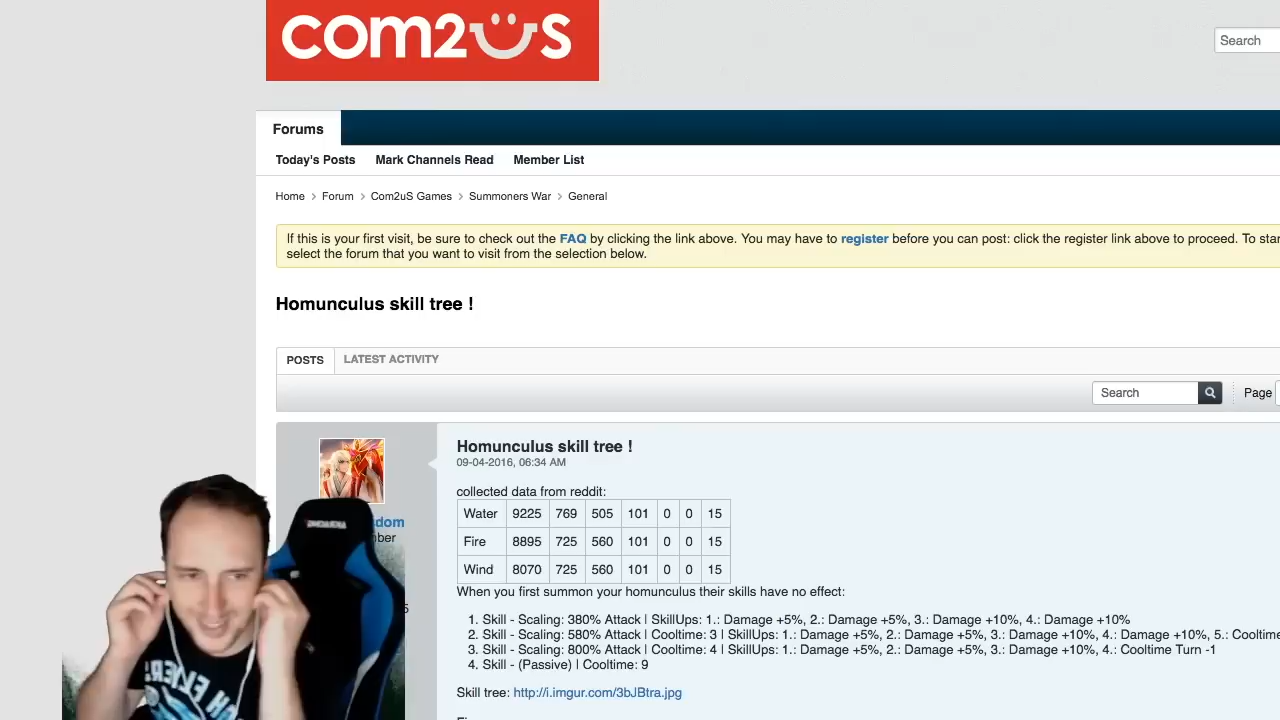 com2us
Search
Forums
Today's Posts Mark Channels Read Member List
Home > Forum > Com2uS Games > Summoners War > General
If this is your first visit, be sure to check out the FAQ by clicking the link above. You may have to register before you can post: click the register link above to proceed. To star
select the forum that you want to visit from the selection below.
Homunculus skill tree !
POSTS LATEST ACTIVITY
Search Page
Homunculus skill tree !
09-04-2016, 06:34 AM
collected data from reddit:
Water 9225 769 505 101 0 0 15
Fire 8895 725 560 101 0 0 15
Wind 8070 725 560 101 0 0 15
When you first summon your homunculus their skills have no effect:
1. Skill - Scaling: 380% Attack | SkillUps: 1.: Damage +5%, 2.: Damage +5%, 3.: Damage +10%, 4.: Damage +10%
2. Skill - Scaling: 580% Attack | Cooltime: 3 | SkillUps: 1.: Damage +5%, 2.: Damage +5%, 3.: Damage +10%, 4.: Damage +10%, 5.: Cooltime
3. Skill - Scaling: 800% Attack | Cooltime: 4 | SkillUps: 1.: Damage +5%, 2.: Damage +5%, 3.: Damage +10%, 4.: Cooltime Turn -1
4. Skill - (Passive) | Cooltime: 9
Skill tree: http://i.imgur.com/3bJBtra.jpg
sdom
ber
5